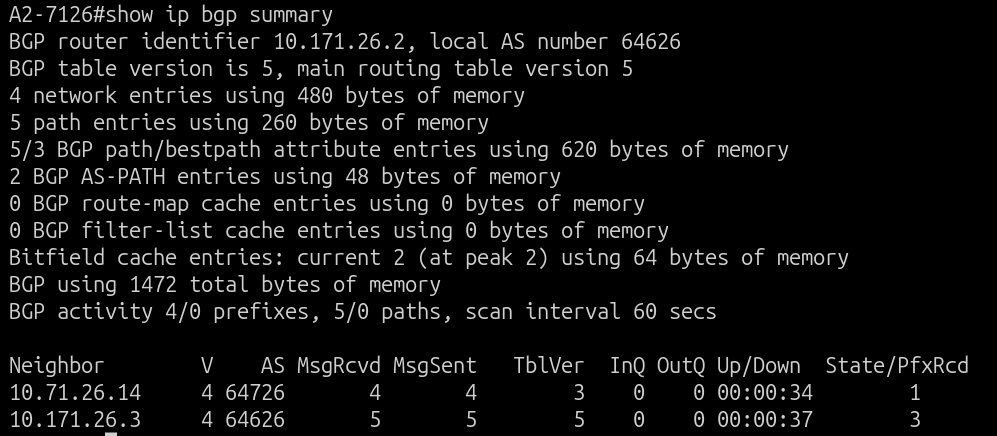 A2-7126#show ip bgp summary
BGP router identifier 10.171.26.2, local AS number 64626
BGP table version is 5, main routing table version 5
4 network entries using 480 bytes of memory
5 path entries using 260 bytes of memory
5/3 BGP path/bestpath attribute entries using 620 bytes of memory
2 BGP AS-PATH entries using 48 bytes of memory
0 BGP route-map cache entries using 0 bytes of memory
0 BGP filter-list cache entries using 0 bytes of memory
Bitfield cache entries: current 2 (at peak 2) using 64 bytes of memory
BGP using 1472 total bytes of memory
BGP activity 4/0 prefixes, 5/0 paths, scan interval 60 secs

Neighbor        V    AS MsgRcvd MsgSent   TblVer  InQ OutQ Up/Down  State/PfxRcd
10.71.26.14     4 64726       4       4        3    0    0 00:00:34        1
10.171.26.3     4 64626       5       5        5    0    0 00:00:37        3